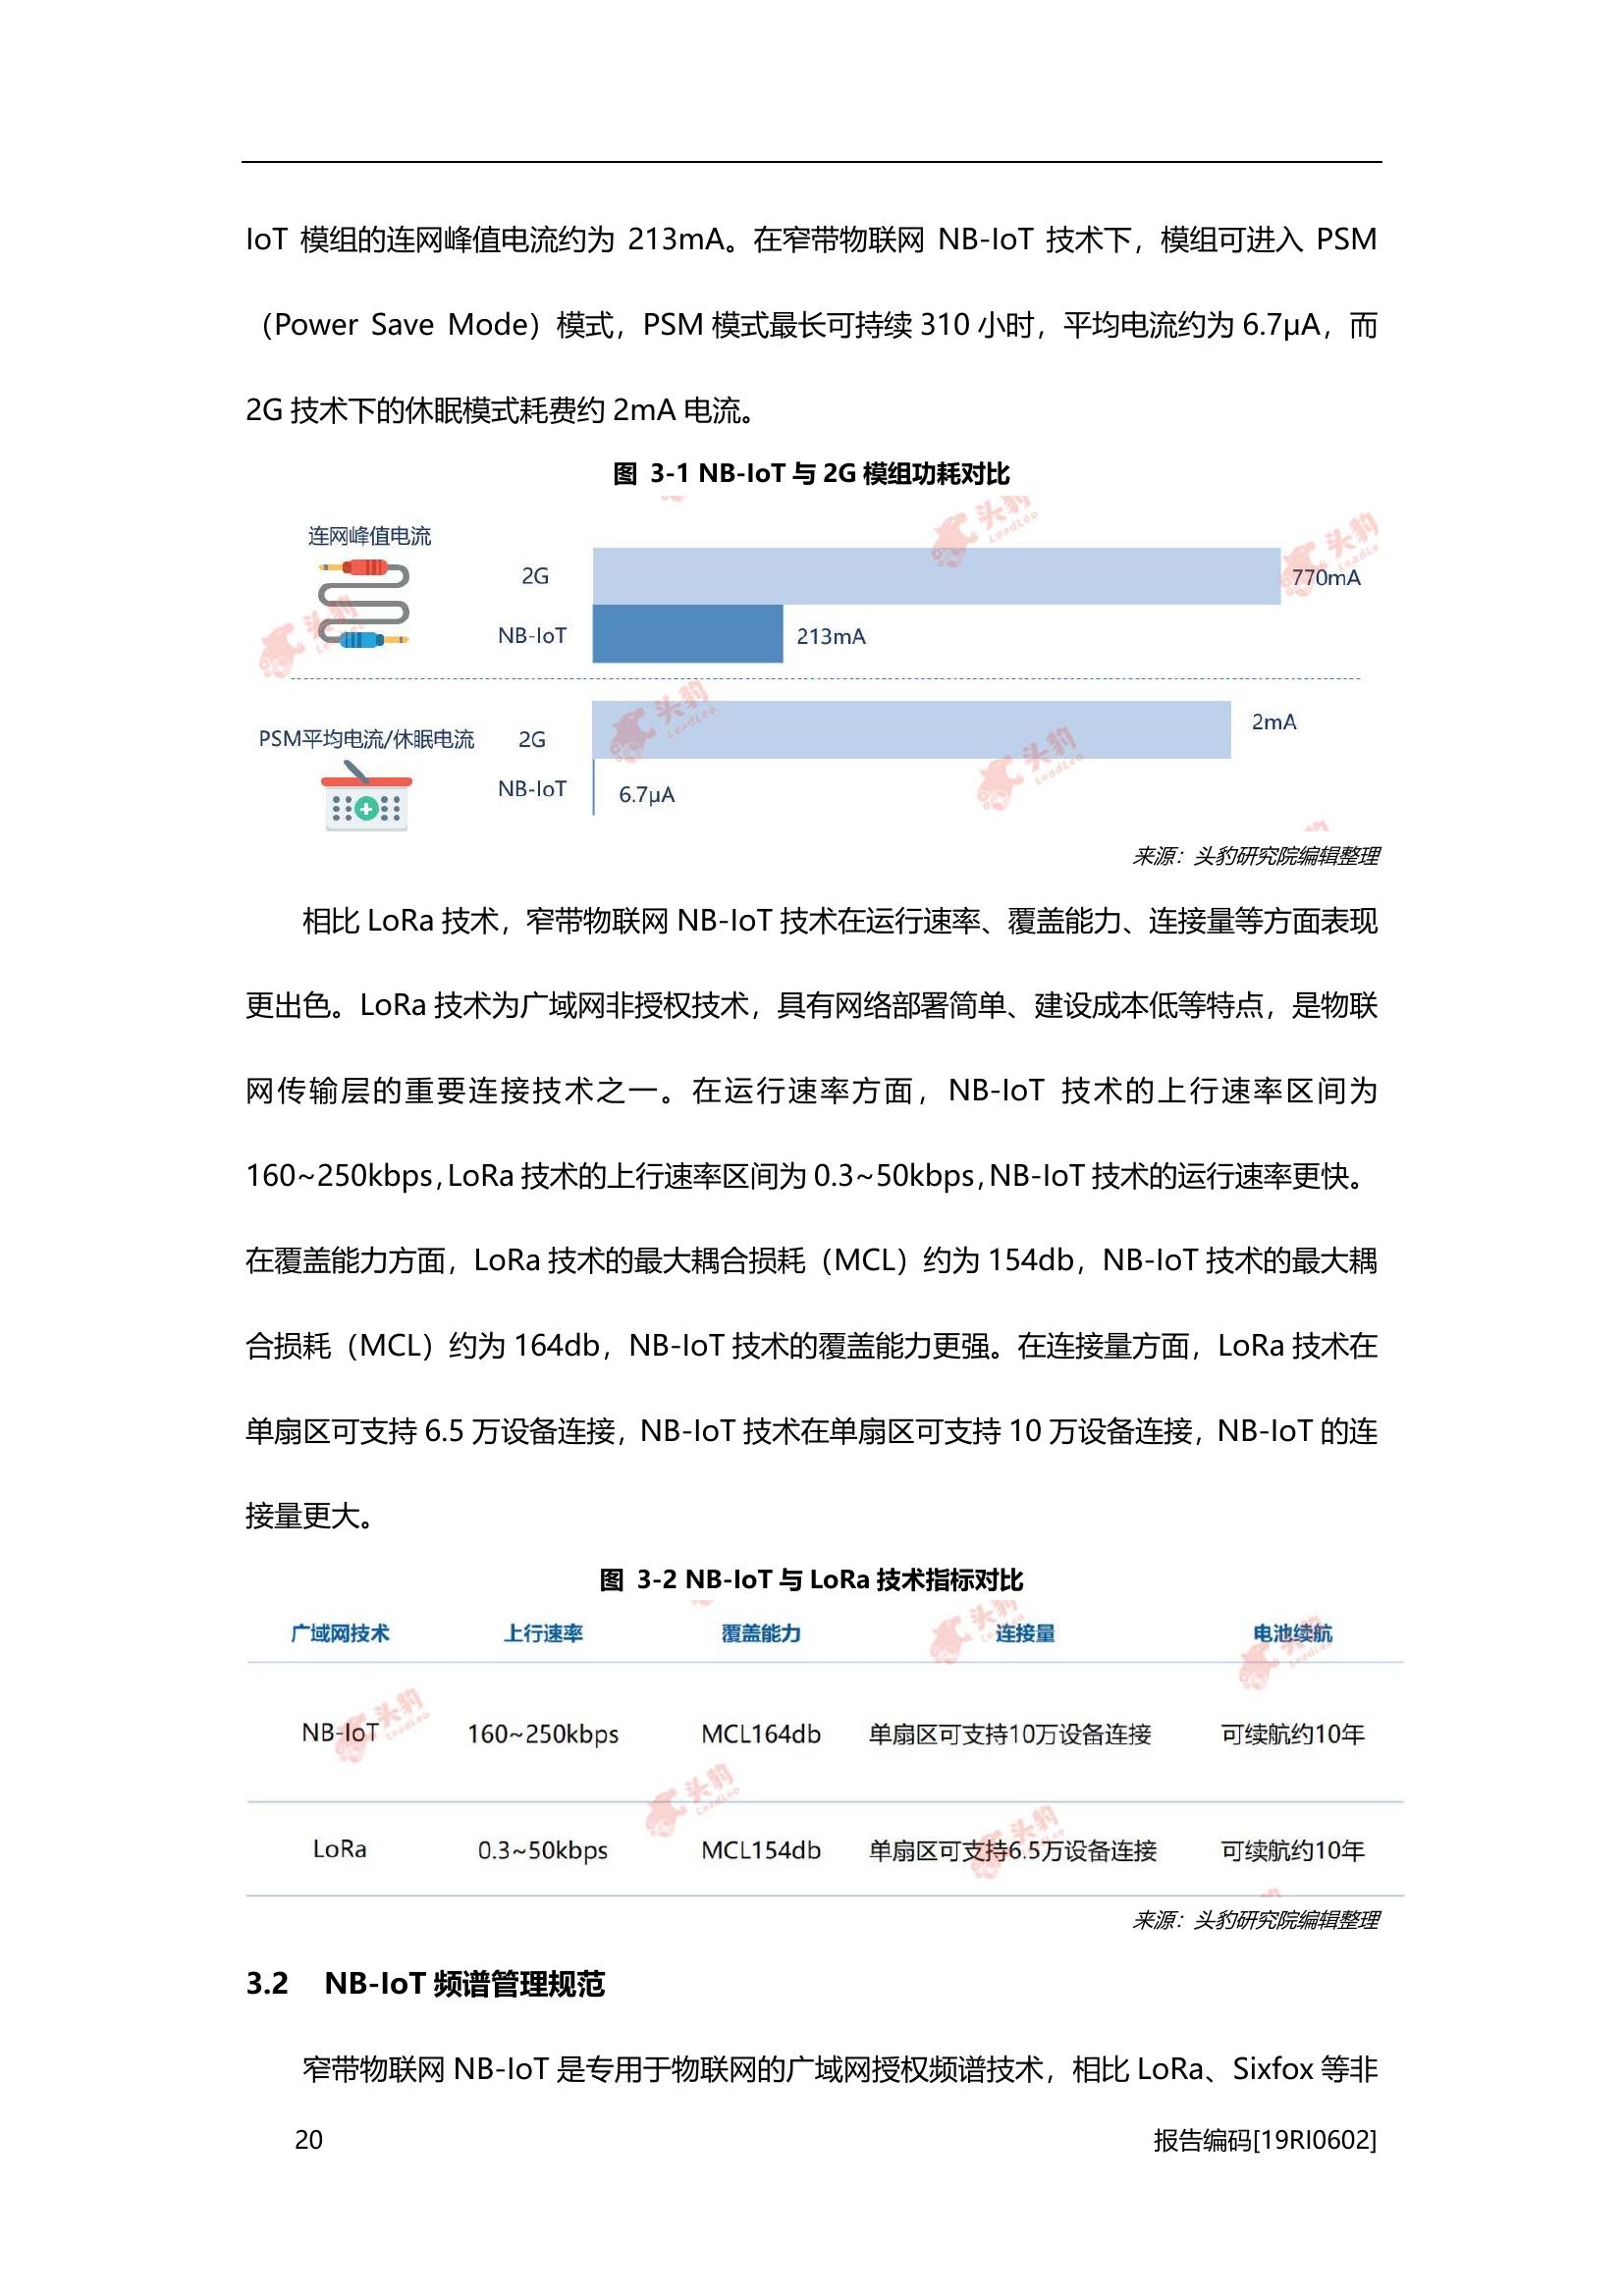 IoT 模组的连网峰值电流约为 213mA。在窄带物联网 NB-IoT 技术下，模组可进入 PSM
（Power Save Mode）模式，PSM 模式最长可持续 310 小时，平均电流约为 6.7μA，而
2G 技术下的休眠模式耗费约 2mA 电流。
图 3-1 NB-IoT 与 2G 模组功耗对比
连网峰值电流
2G
770mA
NB-IoT
213mA
PSM平均电流/休眠电流
2G
2mA
NB-IoT
6.7μA
头豹
LeadLeo
来源：头豹研究院编辑整理
相比 LoRa 技术，窄带物联网 NB-IoT 技术在运行速率、覆盖能力、连接量等方面表现
更出色。LoRa 技术为广域网非授权技术，具有网络部署简单、建设成本低等特点，是物联
网传输层的重要连接技术之一。在运行速率方面，NB-IoT 技术的上行速率区间为
160~250kbps，LoRa 技术的上行速率区间为 0.3~50kbps，NB-IoT 技术的运行速率更快。
在覆盖能力方面，LoRa 技术的最大耦合损耗（MCL）约为 154db，NB-IoT 技术的最大耦
合损耗（MCL）约为 164db，NB-IoT 技术的覆盖能力更强。在连接量方面，LoRa 技术在
单扇区可支持 6.5 万设备连接，NB-IoT 技术在单扇区可支持 10 万设备连接，NB-IoT 的连
接量更大。
图 3-2 NB-IoT 与 LoRa 技术指标对比
广域网技术 上行速率 覆盖能力 连接量 电池续航
NB-IoT 160~250kbps MCL164db 单扇区可支持10万设备连接 可续航约10年
LoRa 0.3~50kbps MCL154db 单扇区可支持6.5万设备连接 可续航约10年
来源：头豹研究院编辑整理
3.2 NB-IoT 频谱管理规范
窄带物联网 NB-IoT 是专用于物联网的广域网授权频谱技术，相比 LoRa、Sixfox 等非
20 报告编码[19RI0602]